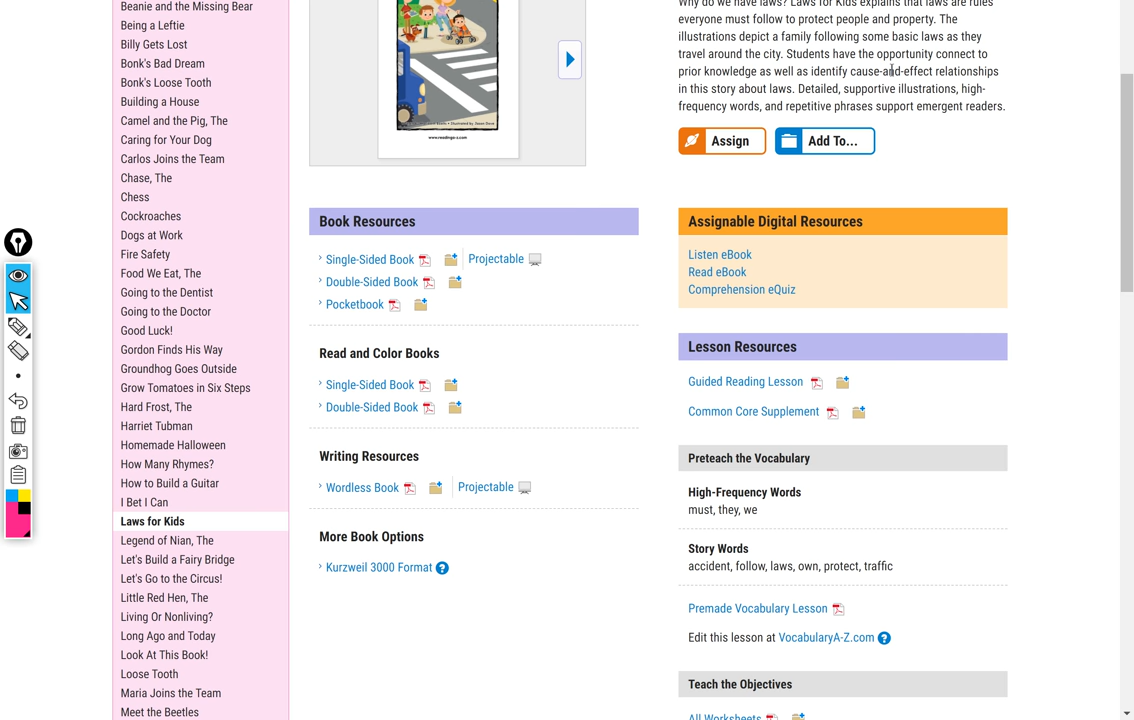 Beanie and the Missing Bear
Being a Leftie
Billy Gets Lost
Bonk's Bad Dream
Bonk's Loose Tooth
Building a House
Camel and the Pig, The
Caring for Your Dog
Carlos Joins the Team
Chase, The
Chess
Cockroaches
Dogs at Work
Fire Safety
Food We Eat, The
Going to the Dentist
Going to the Doctor
Good Luck!
Gordon Finds His Way
Groundhog Goes Outside
Grow Tomatoes in Six Steps
Hard Frost, The
Harriet Tubman
Homemade Halloween
How Many Rhymes?
How to Build a Guitar
I Bet I Can
Laws for Kids
Legend of Nian, The
Let's Build a Fairy Bridge
Let's Go to the Circus!
Little Red Hen, The
Living Or Nonliving?
Long Ago and Today
Look At This Book!
Loose Tooth
Maria Joins the Team
Meet the Beetles
www.readinga-z.com
Why do we have laws? Laws for Kids explains that laws are rules
everyone must follow to protect people and property. The
illustrations depict a family following some basic laws as they
travel around the city. Students have the opportunity connect to
prior knowledge as well as identify cause-and-effect relationships
in this story about laws. Detailed, supportive illustrations, high-
frequency words, and repetitive phrases support emergent readers.
Assign
Add To...
Book Resources
Single-Sided Book
Projectable
Double-Sided Book
Pocketbook
Read and Color Books
Single-Sided Book
Double-Sided Book
Writing Resources
Wordless Book
Projectable
More Book Options
Kurzweil 3000 Format ?
Assignable Digital Resources
Listen eBook
Read eBook
Comprehension eQuiz
Lesson Resources
Guided Reading Lesson
Common Core Supplement
Preteach the Vocabulary
High-Frequency Words
must, they, we
Story Words
accident, follow, laws, own, protect, traffic
Premade Vocabulary Lesson
Edit this lesson at VocabularyA-Z.com ?
Teach the Objectives
All Worksheets